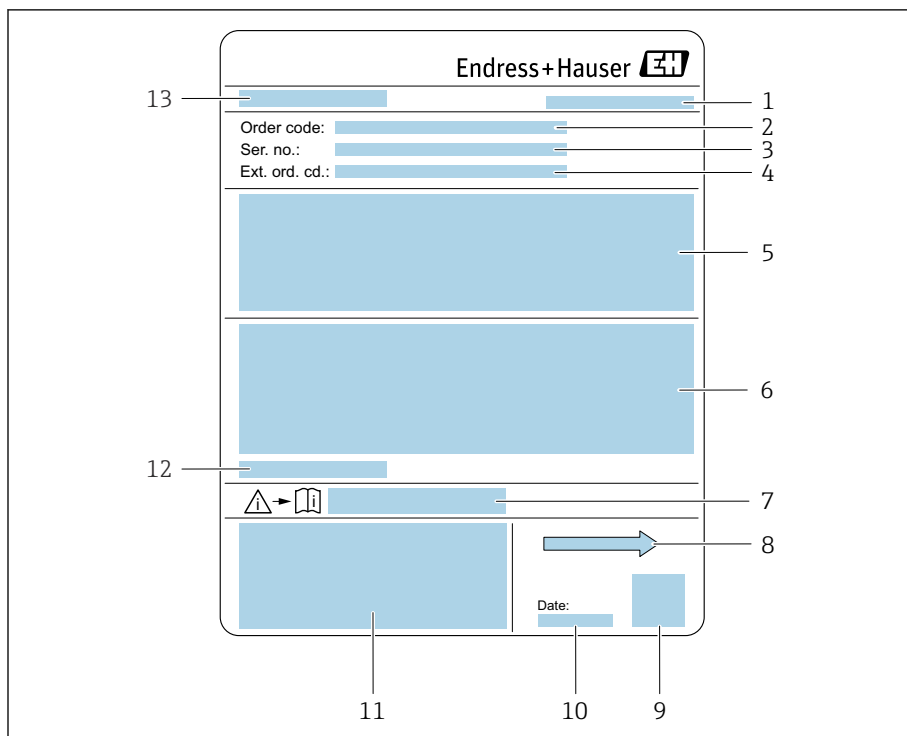 Endress+Hauser EH
13
1
Order code:
2
Ser. no.:
3
Ext. ord. cd.:
4
5
6
12
i i
7
8
Date:
11
10
9